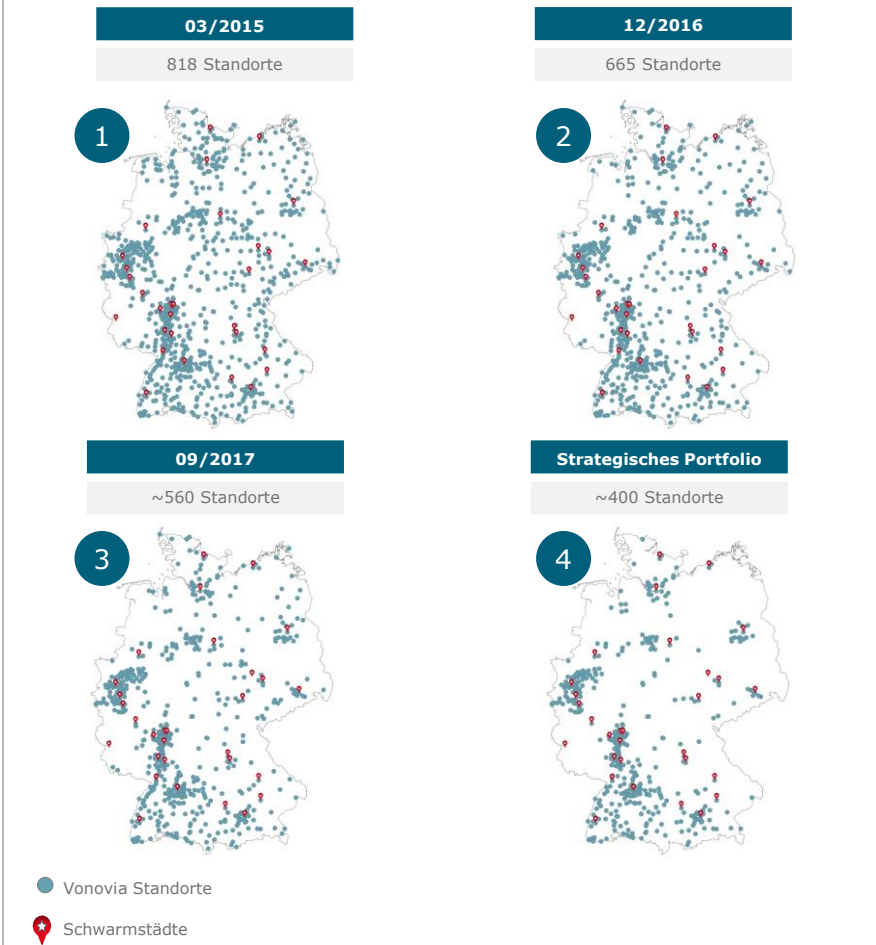 03/2015
818 Standorte
1
12/2016
665 Standorte
2
09/2017
~560 Standorte
3
Strategisches Portfolio
~400 Standorte
4
Vonovia Standorte
Schwarmstädte